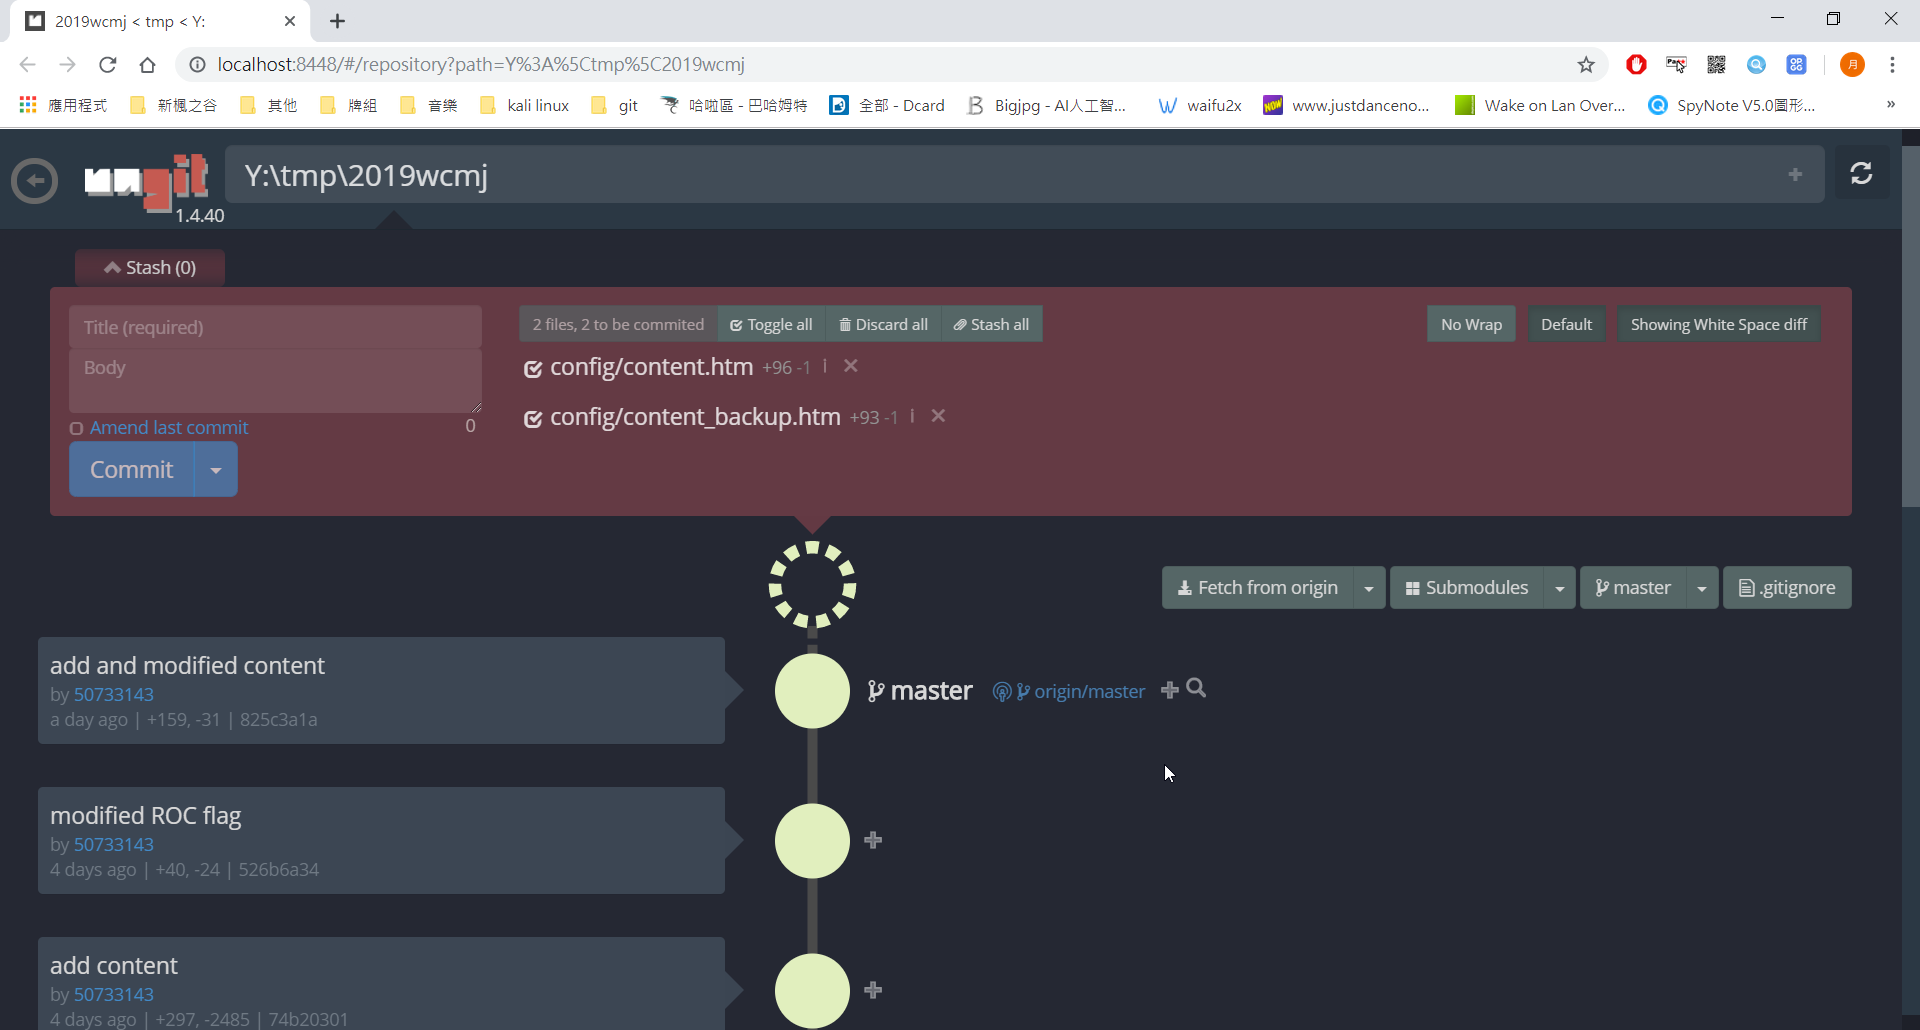 2019wcmj < tmp < Y:
localhost:8448/#/repository?path=Y%3A%5Ctmp%5C2019wcmj
應用程式 新楓之谷 其他 牌組 音樂 kali linux git 哈啦區 - 巴哈姆特 全部 - Dcard Bigjpg - AI人工智... waifu2x www.justdanceno... Wake on Lan Over... SpyNote V5.0圖形... »
ungit Y:\tmp\2019wcmj
1.4.40
Stash (0)
Title (required) 2 files, 2 to be commited Toggle all Discard all Stash all No Wrap Default Showing White Space diff
Body config/content.htm +96 -1
config/content_backup.htm +93 -1
Amend last commit 0
Commit
Fetch from origin Submodules master .gitignore
add and modified content
by 50733143
a day ago | +159, -31 | 825c3a1a
master origin/master
modified ROC flag
by 50733143
4 days ago | +40, -24 | 526b6a34
add content
by 50733143
4 days ago | +297, -2485 | 74b20301